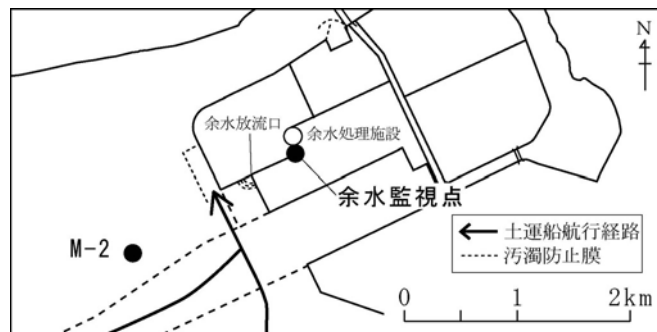 N
余水放流口
余水処理施設
余水監視点
M-2
土運船航行経路
汚濁防止膜
0 1 2km